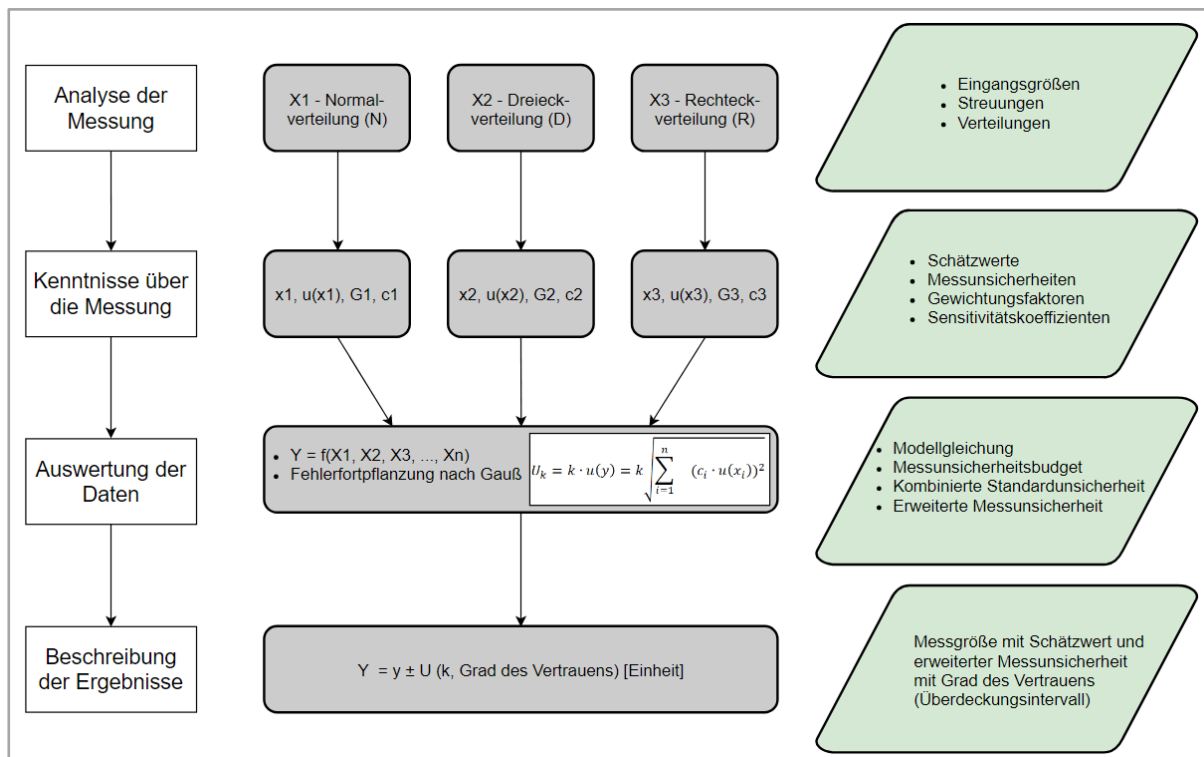 Analyse der
Messung
X1 - Normal-
verteilung (N)
X2 - Dreieck-
verteilung (D)
X3 - Rechteck-
verteilung (R)
• Eingangsgrößen
• Streuungen
• Verteilungen
Kenntnisse über
die Messung
x1, u(x1), G1, c1
x2, u(x2), G2, c2
x3, u(x3), G3, c3
• Schätzwerte
• Messunsicherheiten
• Gewichtungsfaktoren
• Sensitivitätskoeffizienten
Auswertung der
Daten
• Y = f(X1, X2, X3, ..., Xn)
• Fehlerfortpflanzung nach Gauß
U_k = k · u(y) = k √∑_{i=1}^{n} (c_i · u(x_i))²
• Modellgleichung
• Messunsicherheitsbudget
• Kombinierte Standardunsicherheit
• Erweiterte Messunsicherheit
Beschreibung
der Ergebnisse
Y = y ± U (k, Grad des Vertrauens) [Einheit]
Messgröße mit Schätzwert und
erweiterter Messunsicherheit
mit Grad des Vertrauens
(Überdeckungsintervall)